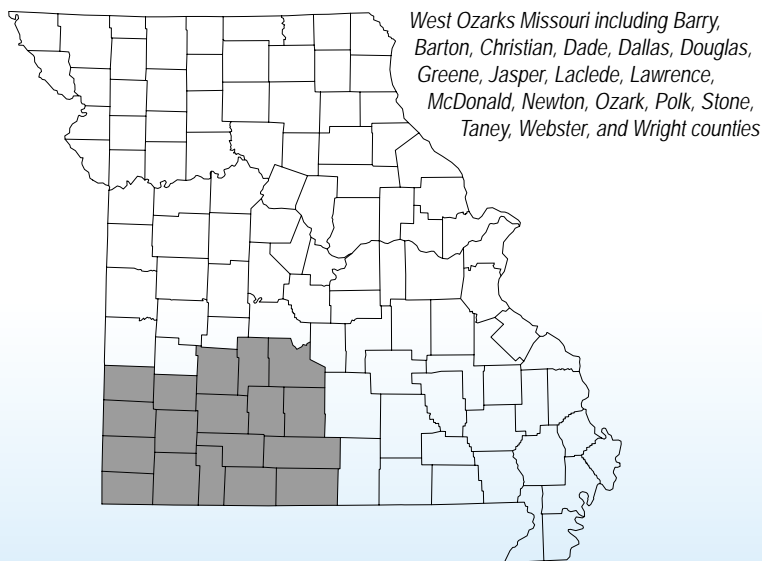 West Ozarks Missouri including Barry,
Barton, Christian, Dade, Dallas, Douglas,
Greene, Jasper, Laclede, Lawrence,
McDonald, Newton, Ozark, Polk, Stone,
Taney, Webster, and Wright counties